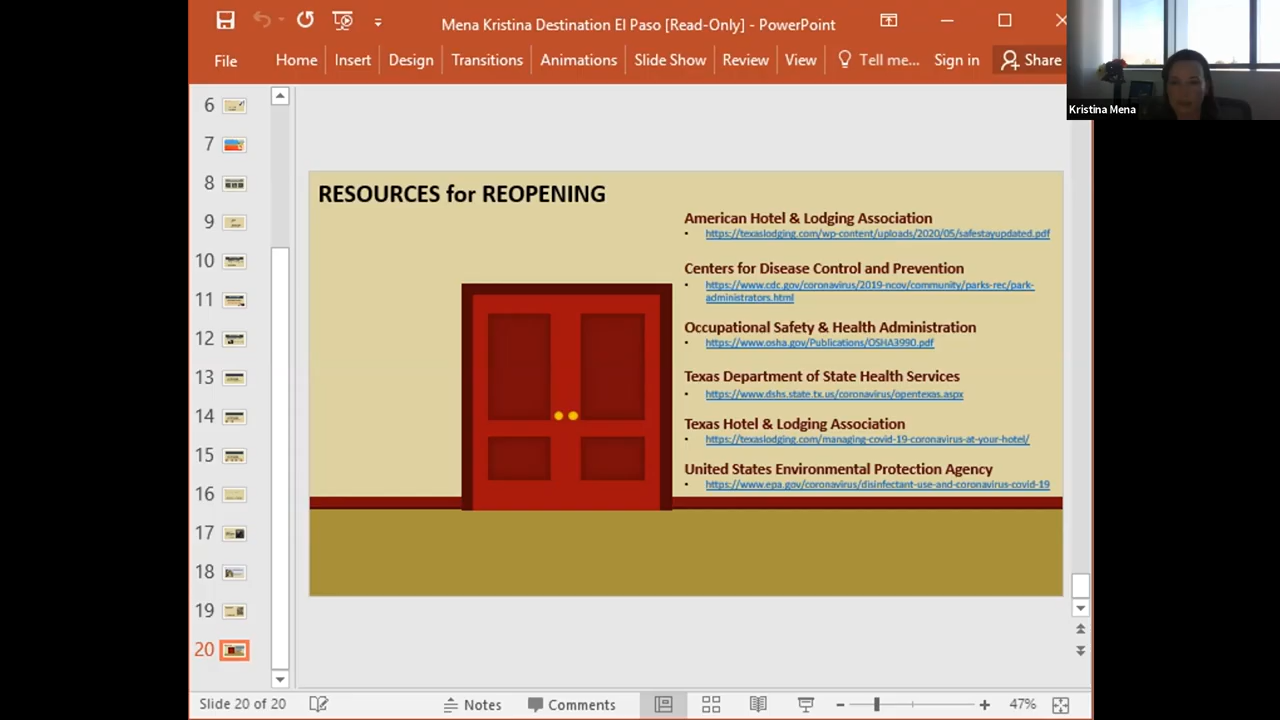 Mena Kristina Destination El Paso [Read-Only] - PowerPoint
File Home Insert Design Transitions Animations Slide Show Review View Tell me... Sign in Share
Kristina Mena
6
7
8
9
10
11
12
13
14
15
16
17
18
19
20
RESOURCES for REOPENING
American Hotel & Lodging Association
• https://texaslodging.com/wp-content/uploads/2020/05/safestayupdated.pdf
Centers for Disease Control and Prevention
• https://www.cdc.gov/coronavirus/2019-ncov/community/parks-rec/park-
administrators.html
Occupational Safety & Health Administration
• https://www.osha.gov/Publications/OSHA3990.pdf
Texas Department of State Health Services
• https://www.dshs.state.tx.us/coronavirus/opentexas.aspx
Texas Hotel & Lodging Association
• https://texaslodging.com/managing-covid-19-coronavirus-at-your-hotel/
United States Environmental Protection Agency
• https://www.epa.gov/coronavirus/disinfectant-use-and-coronavirus-covid-19
Slide 20 of 20 Notes Comments 47%